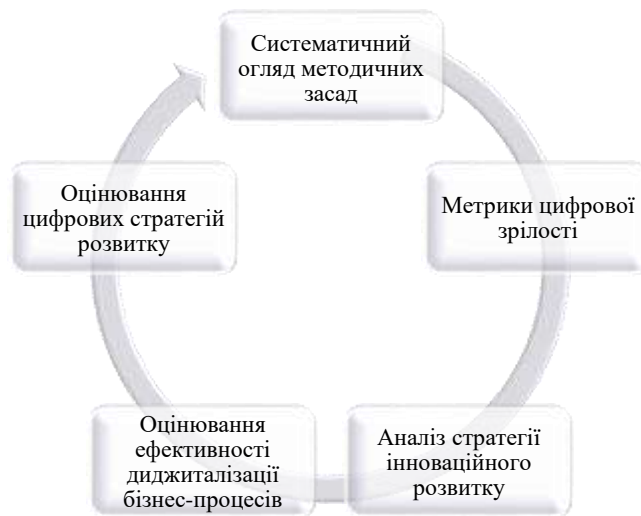 Систематичний
огляд методичних
засад
Метрики цифрової
зрілості
Аналіз стратегії
інноваційного
розвитку
Оцінювання
ефективності
диджиталізації
бізнес-процесів
Оцінювання
цифрових стратегій
розвитку